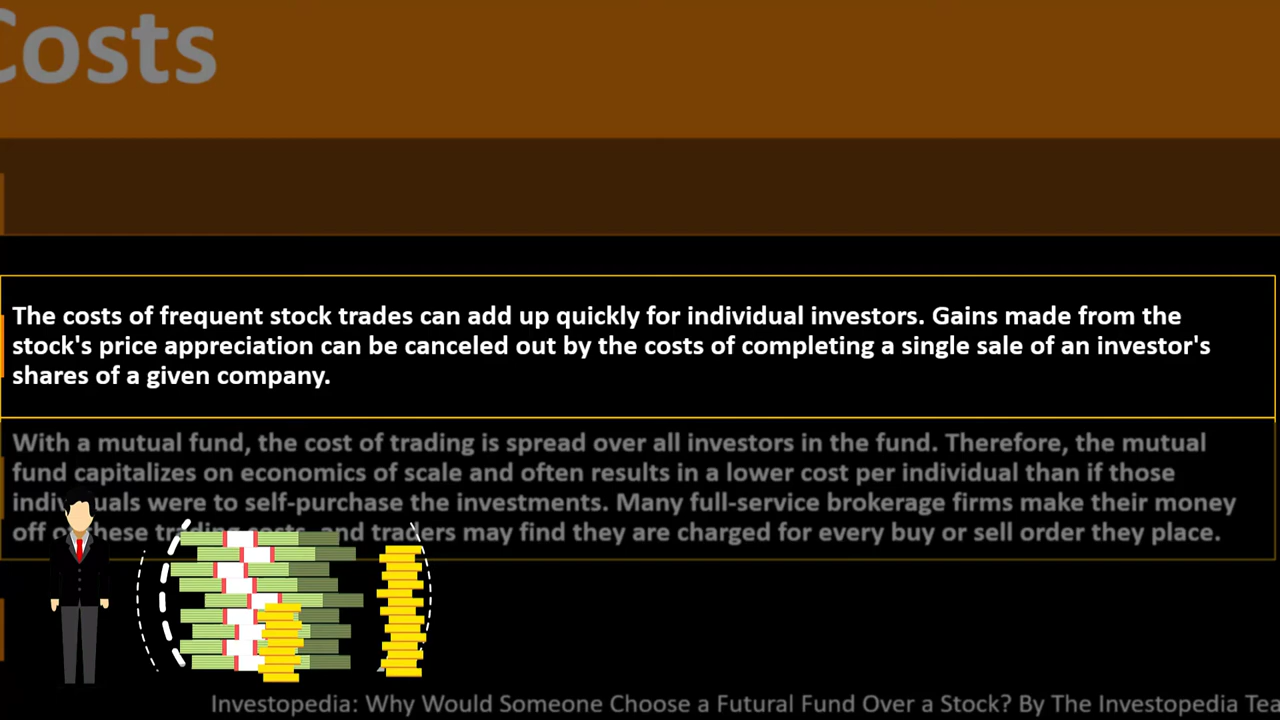 Costs
The costs of frequent stock trades can add up quickly for individual investors. Gains made from the
stock's price appreciation can be canceled out by the costs of completing a single sale of an investor's
shares of a given company.
With a mutual fund, the cost of trading is spread over all investors in the fund. Therefore, the mutual
fund capitalizes on economics of scale and often results in a lower cost per individual than if those
individuals were to self-purchase the investments. Many full-service brokerage firms make their money
off of these trading costs, and traders may find they are charged for every buy or sell order they place.
Investopedia: Why Would Someone Choose a Futural Fund Over a Stock? By The Investopedia Tea